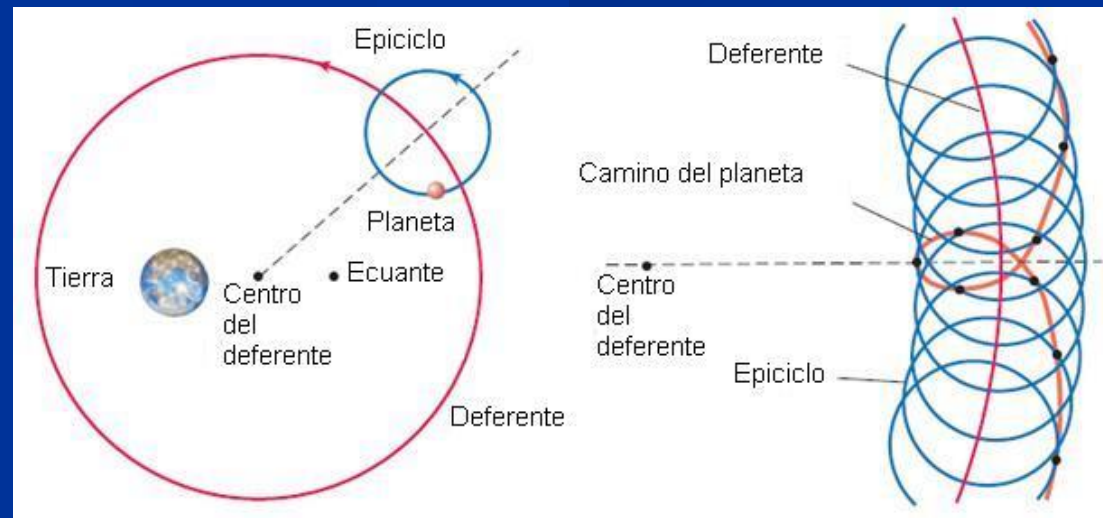 Epiciclo
Planeta
Tierra
Ecuante
Centro
del
deferente
Deferente
Deferente
Camino del planeta
Centro
del
deferente
Epiciclo